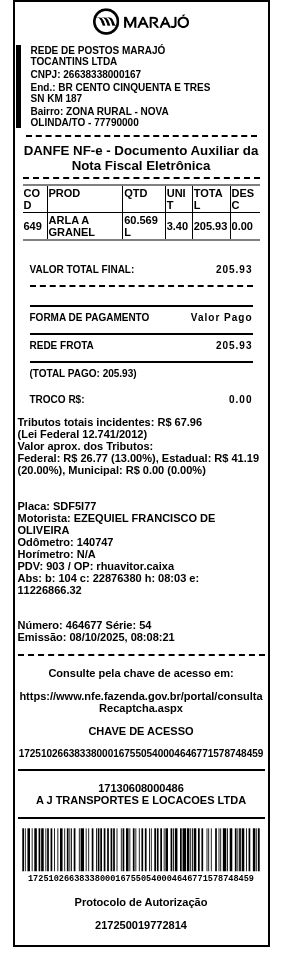 MARAJÓ
REDE DE POSTOS MARAJÓ
TOCANTINS LTDA
CNPJ: 26638338000167
End.: BR CENTO CINQUENTA E TRES
SN KM 187
Bairro: ZONA RURAL - NOVA
OLINDA/TO - 77790000
DANFE NF-e - Documento Auxiliar da
Nota Fiscal Eletrônica
CO PROD QTD UNI TOTA DES
D T L C
649 ARLA A 60.569 3.40 205.93 0.00
GRANEL L
VALOR TOTAL FINAL: 205.93
FORMA DE PAGAMENTO Valor Pago
REDE FROTA 205.93
(TOTAL PAGO: 205.93)
TROCO R$: 0.00
Tributos totais incidentes: R$ 67.96
(Lei Federal 12.741/2012)
Valor aprox. dos Tributos:
Federal: R$ 26.77 (13.00%), Estadual: R$ 41.19
(20.00%), Municipal: R$ 0.00 (0.00%)
Placa: SDF5I77
Motorista: EZEQUIEL FRANCISCO DE
OLIVEIRA
Odômetro: 140747
Horímetro: N/A
PDV: 903 / OP: rhuavitor.caixa
Abs: b: 104 c: 22876380 h: 08:03 e:
11226866.32
Número: 464677 Série: 54
Emissão: 08/10/2025, 08:08:21
Consulte pela chave de acesso em:
https://www.nfe.fazenda.gov.br/portal/consulta
Recaptcha.aspx
CHAVE DE ACESSO
17251026638338000167550540004646771578748459
17130608000486
A J TRANSPORTES E LOCACOES LTDA
17251026638338000167550540004646771578748459
Protocolo de Autorização
217250019772814